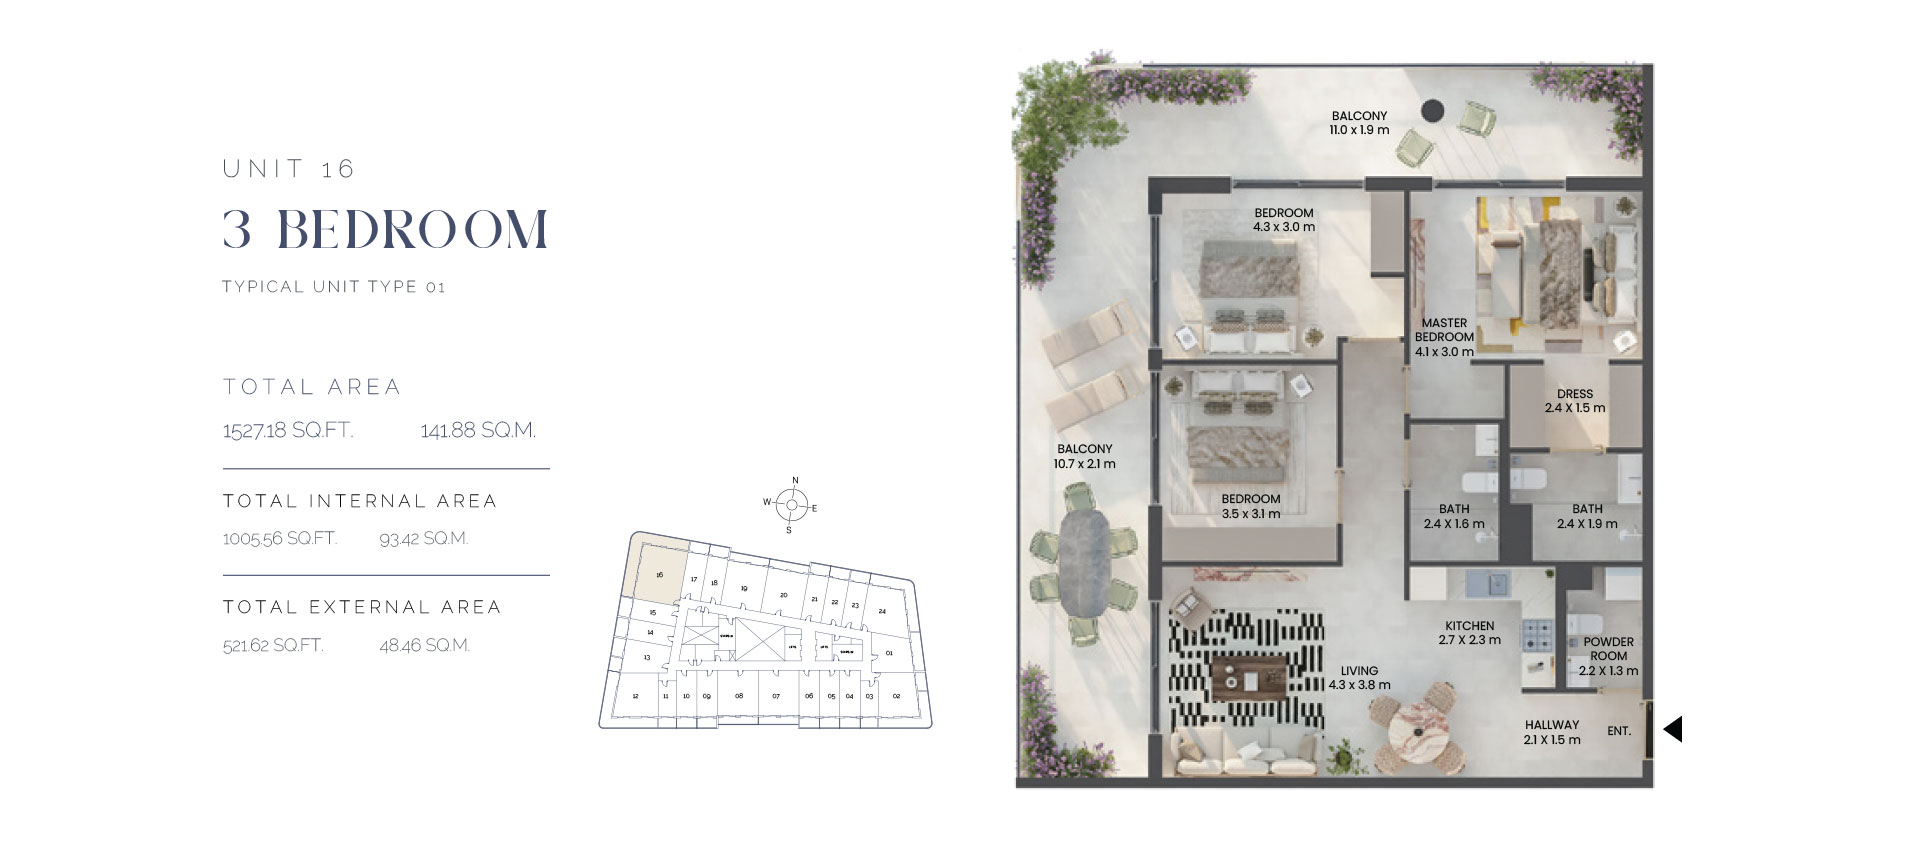 UNIT 16
3 BEDROOM
TYPICAL UNIT TYPE 01
TOTAL AREA
1527.18 SQ.FT. 141.88 SQ.M.
TOTAL INTERNAL AREA
1005.56 SQ.FT. 93.42 SQ.M.
TOTAL EXTERNAL AREA
521.62 SQ.FT. 48.46 SQ.M.
N
W E
S
16
17
18
19
20
21
22
23
24
15
14
13
01
12
11
10
09
08
07
06
05
04
03
02
BALCONY
11.0 x 1.9 m
BEDROOM
4.3 x 3.0 m
MASTER
BEDROOM
4.1 x 3.0 m
DRESS
2.4 X 1.5 m
BALCONY
10.7 x 2.1 m
BEDROOM
3.5 x 3.1 m
BATH
2.4 X 1.6 m
BATH
2.4 X 1.9 m
KITCHEN
2.7 X 2.3 m
POWDER
ROOM
2.2 X 1.3 m
LIVING
4.3 x 3.8 m
HALLWAY
2.1 X 1.5 m
ENT.